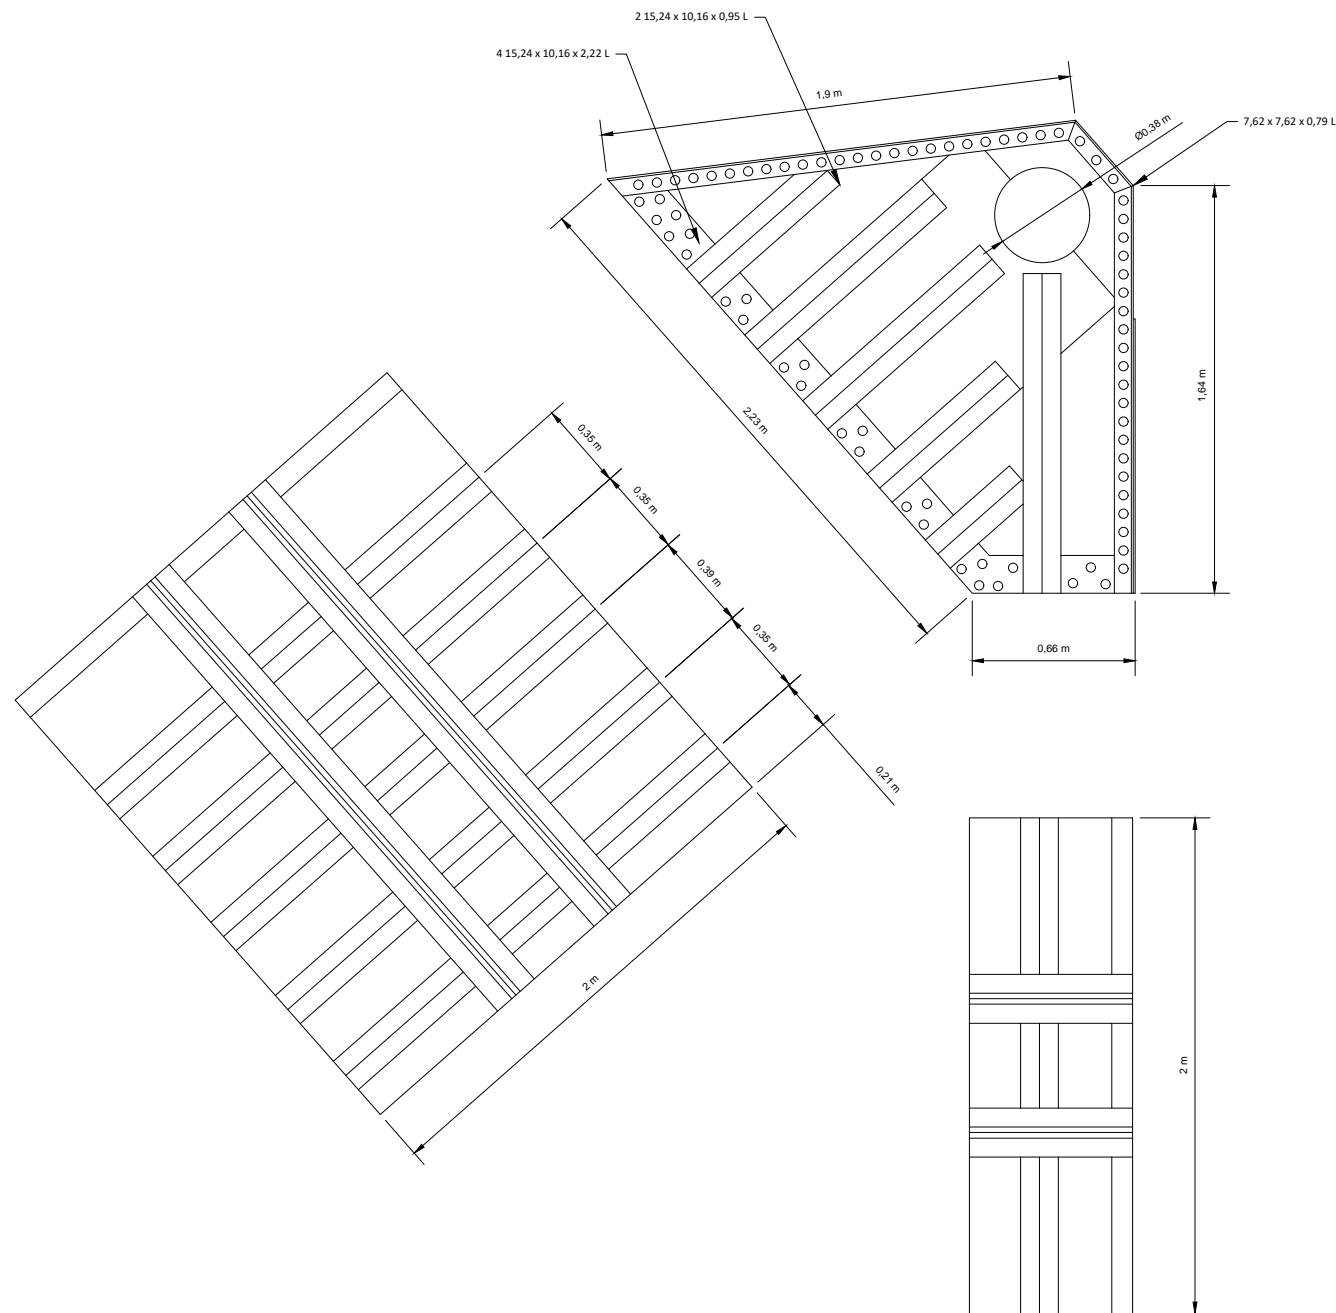 2 15,24 x 10,16 x 0,95 L
4 15,24 x 10,16 x 2,22 L
1,9 m
Ø0,38 m
7,62 x 7,62 x 0,79 L
1,64 m
2,23 m
0,35 m
0,35 m
0,39 m
0,35 m
0,21 m
0,66 m
2 m
2 m